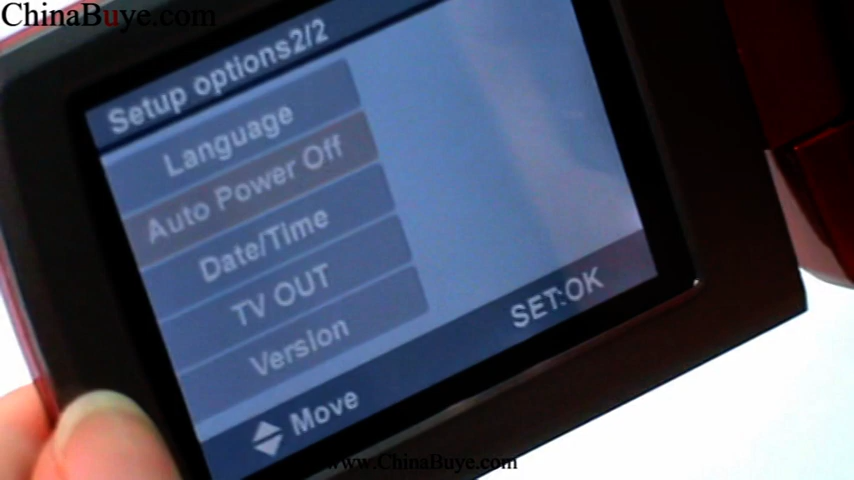 ChinaBuye.com
Setup options2/2
Language
Auto Power Off
Date/Time
TV OUT
Version
SET:OK
Move
www.ChinaBuye.com